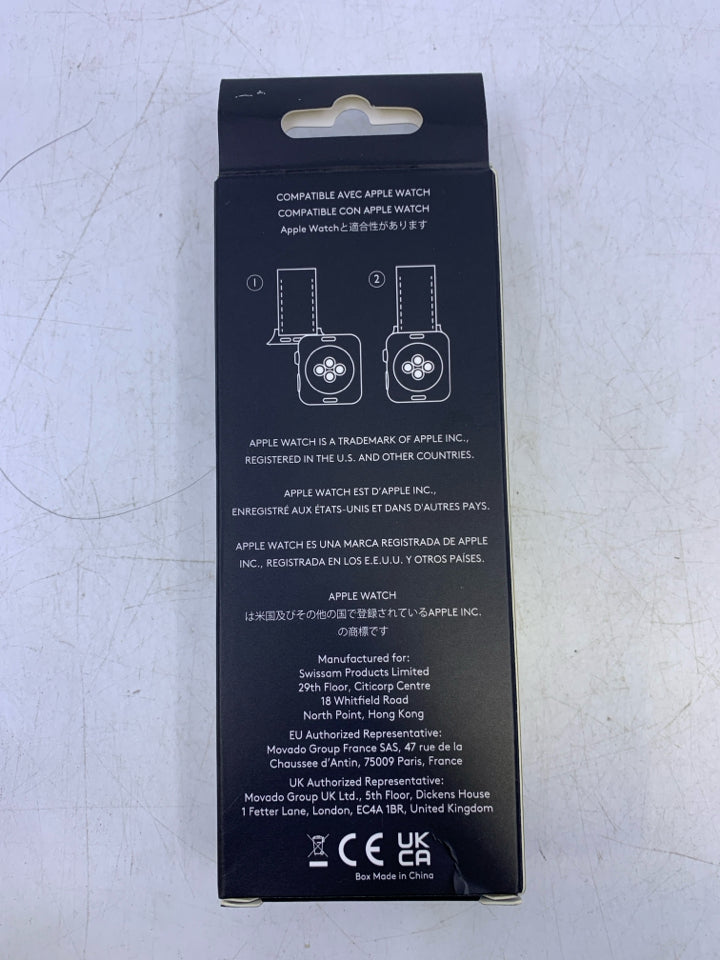 COMPATIBLE AVEC APPLE WATCH
COMPATIBLE CON APPLE WATCH
Apple Watchと適合性があります
1
2
APPLE WATCH IS A TRADEMARK OF APPLE INC.,
REGISTERED IN THE U.S. AND OTHER COUNTRIES.
APPLE WATCH EST D'APPLE INC.,
ENREGISTRÉ AUX ÉTATS-UNIS ET DANS D'AUTRES PAYS.
APPLE WATCH ES UNA MARCA REGISTRADA DE APPLE
INC., REGISTRADA EN LOS E.E.U.U. Y OTROS PAÍSES.
APPLE WATCH
は米国及びその他の国で登録されているAPPLE INC.
の商標です
Manufactured for:
Swissam Products Limited
29th Floor, Citicorp Centre
18 Whitfield Road
North Point, Hong Kong
EU Authorized Representative:
Movado Group France SAS, 47 rue de la
Chaussee d'Antin, 75009 Paris, France
UK Authorized Representative:
Movado Group UK Ltd., 5th Floor, Dickens House
1 Fetter Lane, London, EC4A 1BR, United Kingdom
CE UK
CA
Box Made in China